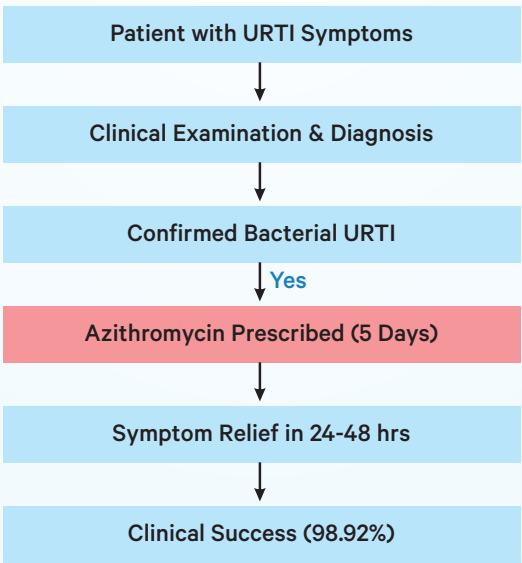 Patient with URTI Symptoms
Clinical Examination & Diagnosis
Confirmed Bacterial URTI
Yes
Azithromycin Prescribed (5 Days)
Symptom Relief in 24-48 hrs
Clinical Success (98.92%)